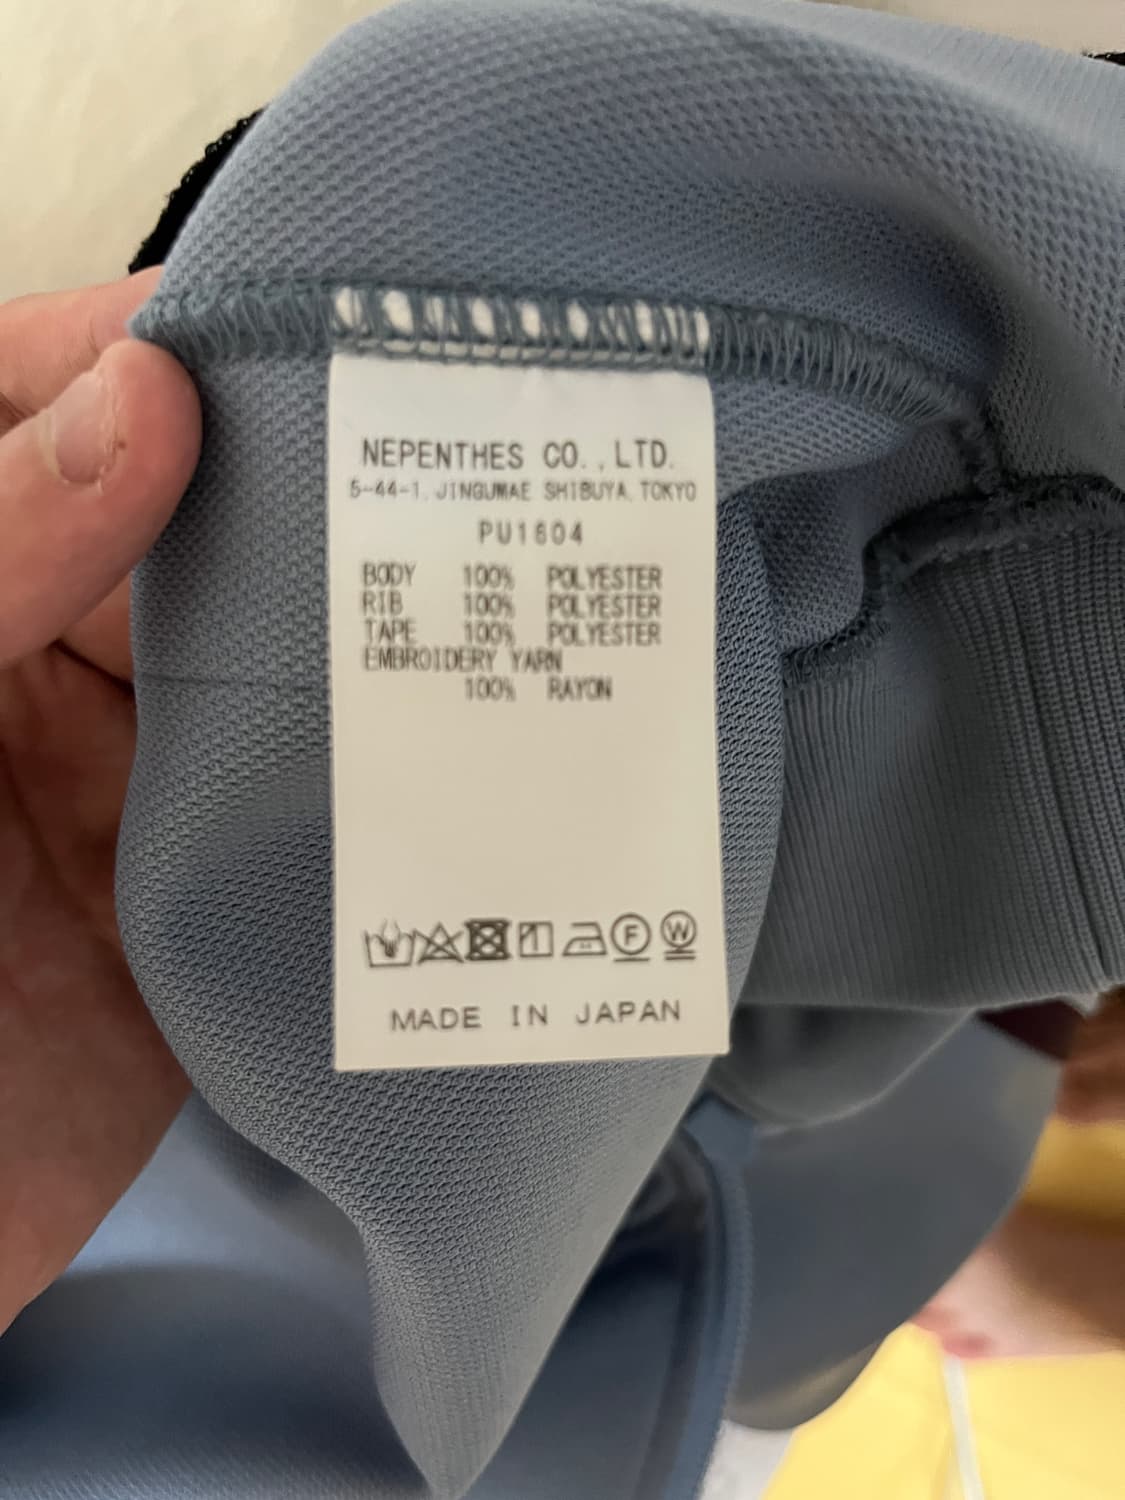 NEPENTHES CO., LTD.
5-44-1, JINGUMAE SHIBUYA, TOKYO
PU1604
BODY 100% POLYESTER
RIB 100% POLYESTER
TAPE 100% POLYESTER
EMBROIDERY YARN
100% RAYON
F W
MADE IN JAPAN